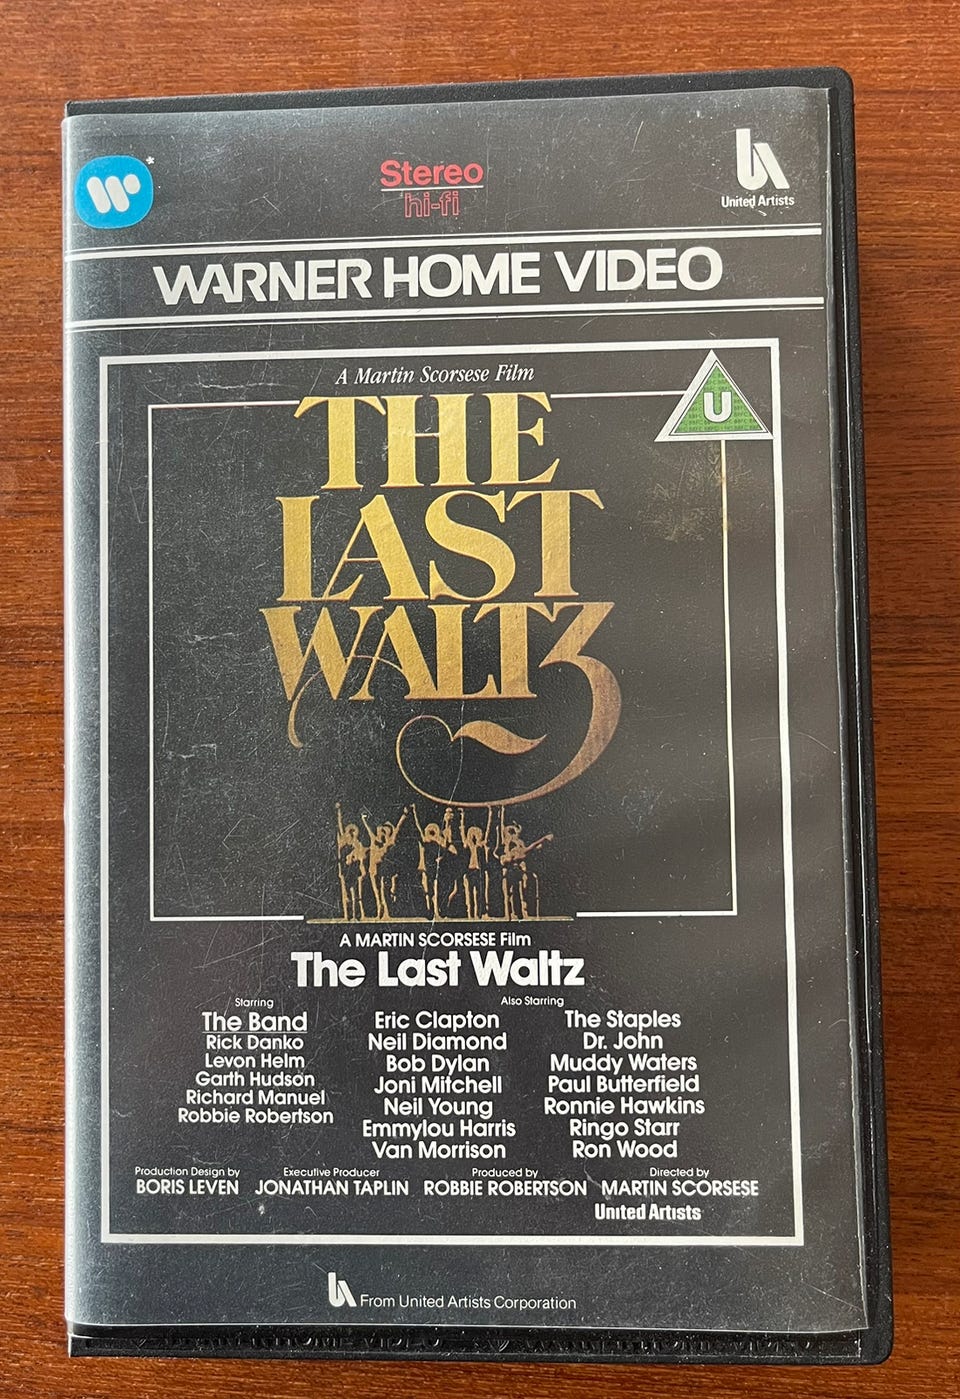 W*
Stereo
hi-fi
United Artists
WARNER HOME VIDEO
A Martin Scorsese Film
U
THE
LAST
WALTZ
A MARTIN SCORSESE Film
The Last Waltz
Starring
The Band
Rick Danko
Levon Helm
Garth Hudson
Richard Manuel
Robbie Robertson
Also Starring
Eric Clapton
Neil Diamond
Bob Dylan
Joni Mitchell
Neil Young
Emmylou Harris
Van Morrison
The Staples
Dr. John
Muddy Waters
Paul Butterfield
Ronnie Hawkins
Ringo Starr
Ron Wood
Production Design by
BORIS LEVEN
Executive Producer
JONATHAN TAPLIN
Produced by
ROBBIE ROBERTSON
Directed by
MARTIN SCORSESE
United Artists
From United Artists Corporation